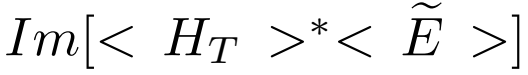 $Im[< H_T >^* < \widetilde{E} >]$